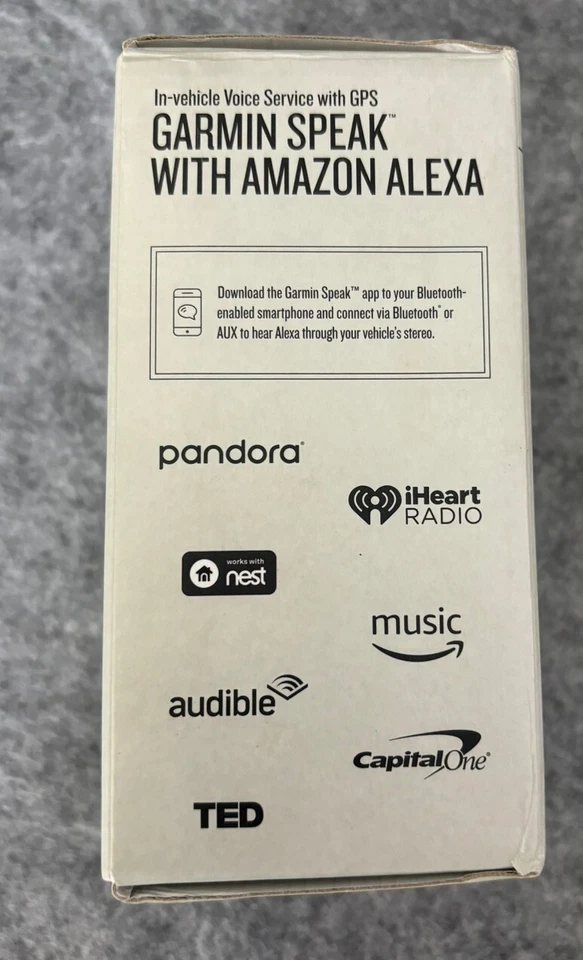 In-vehicle Voice Service with GPS
GARMIN SPEAK™
WITH AMAZON ALEXA
Download the Garmin Speak™ app to your Bluetooth-
enabled smartphone and connect via Bluetooth® or
AUX to hear Alexa through your vehicle's stereo.
pandora®
iHeart
RADIO
works with
nest
music
audible
Capital One®
TED